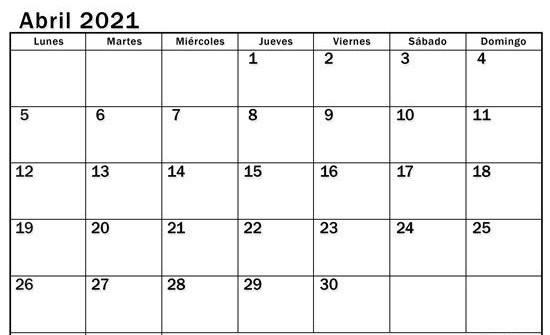 Abril 2021
Lunes Martes Miércoles Jueves Viernes Sábado Domingo
1 2 3 4
5 6 7 8 9 10 11
12 13 14 15 16 17 18
19 20 21 22 23 24 25
26 27 28 29 30